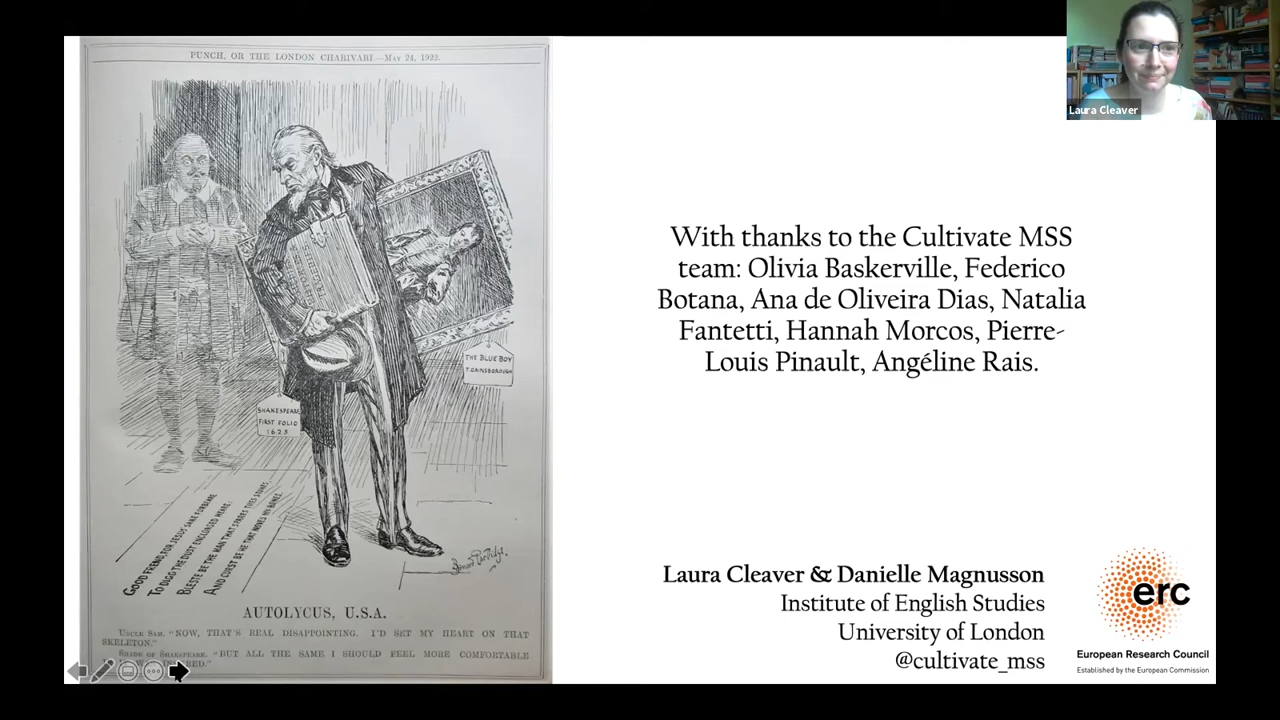 PUNCH, OR THE LONDON CHARIVARI.—May 24, 1922.
THE BLUE BOY
T. GAINSBOROUGH
SHAKESPEARE
FIRST FOLIO
1623
GOOD FREND, FOR JESUS SAKE FORBEARE
TO DIGG THE DUST ENCLOASED HEARE:
BLESTE BE THE MAN THAT SPARES THES STONES
AND CURST BE HE THAT MOVES MY BONES
AUTOLYCUS, U.S.A.
Uncle Sam. "NOW, THAT'S REAL DISAPPOINTING. I'D SET MY HEART ON THAT
SKELETON."
Shade of Shakspeare. "BUT ALL THE SAME I SHOULD FEEL MORE COMFORTABLE
Laura Cleaver
With thanks to the Cultivate MSS
team: Olivia Baskerville, Federico
Botana, Ana de Oliveira Dias, Natalia
Fantetti, Hannah Morcos, Pierre-
Louis Pinault, Angéline Rais.
Laura Cleaver & Danielle Magnusson
Institute of English Studies
University of London
@cultivate_mss
erc
European Research Council
Established by the European Commission